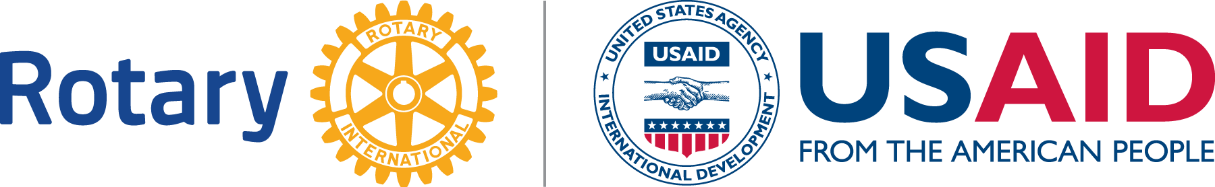 Rotary
ROTARY
INTERNATIONAL
UNITED STATES AGENCY
USAID
INTERNATIONAL DEVELOPMENT
USAID
FROM THE AMERICAN PEOPLE